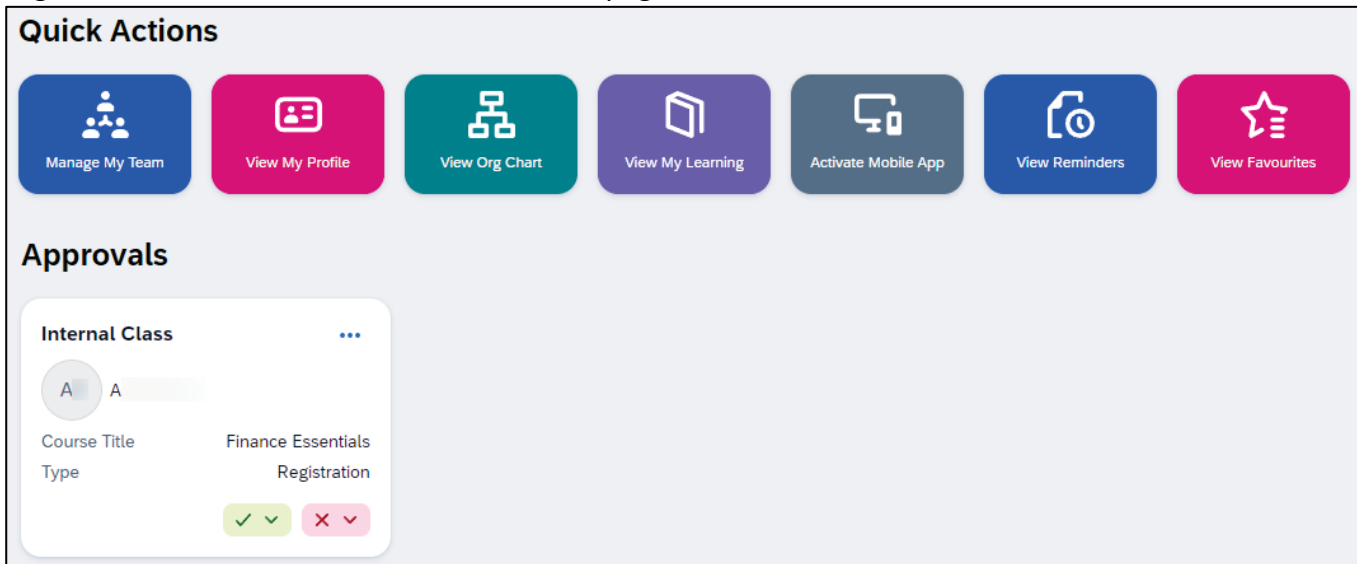 Quick Actions
Manage My Team
View My Profile
View Org Chart
View My Learning
Activate Mobile App
View Reminders
View Favourites
Approvals
Internal Class
A A
Course Title Finance Essentials
Type Registration